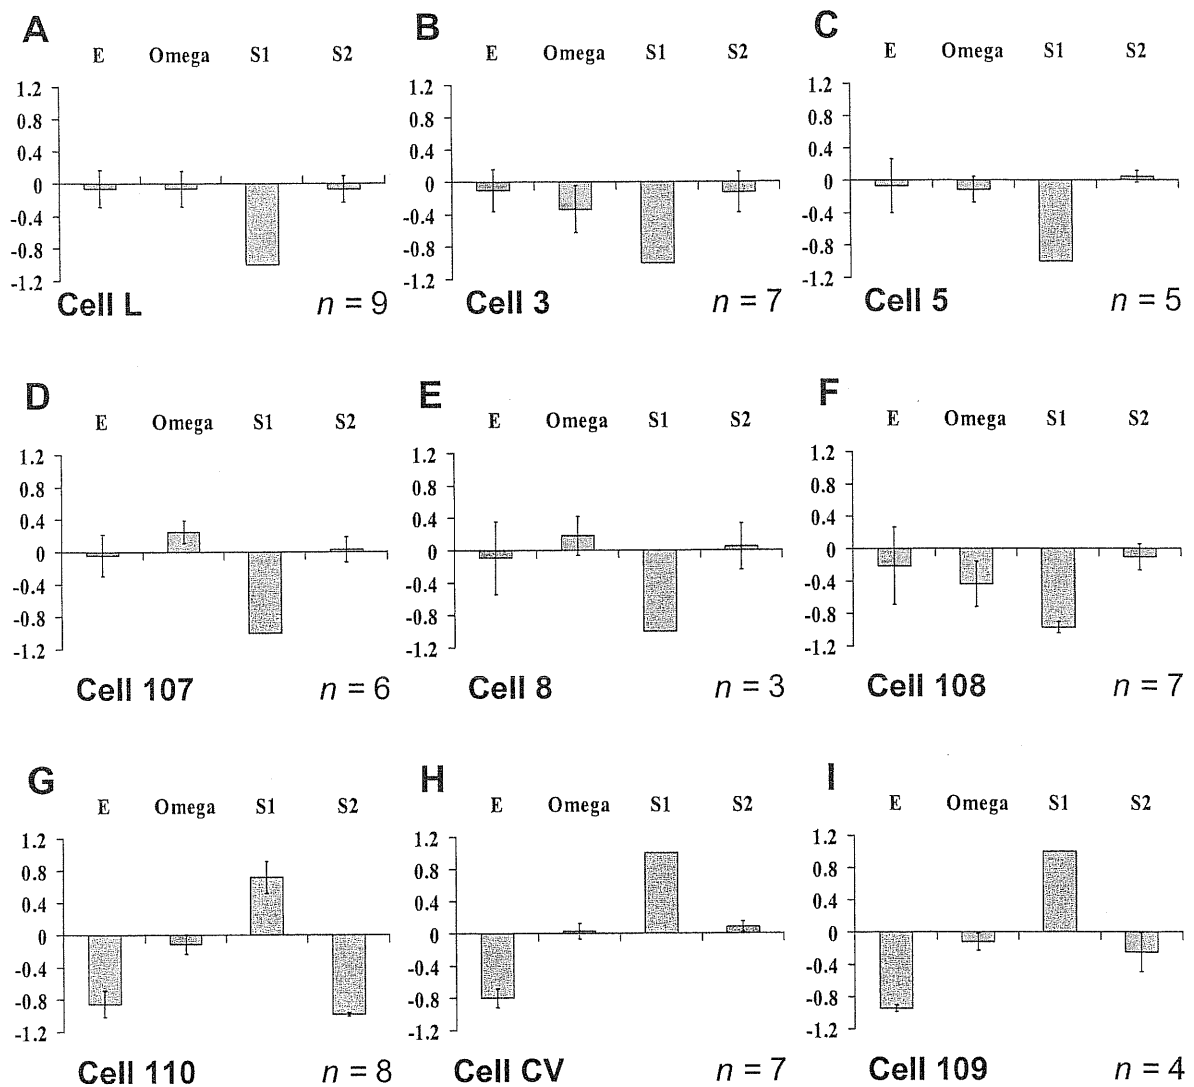 A B C
E Omega S1 S2 E Omega S1 S2 E Omega S1 S2
1.2 1.2 1.2
0.8 0.8 0.8
0.4 0.4 0.4
0 0 0
-0.4 -0.4 -0.4
-0.8 -0.8 -0.8
-1.2 -1.2 -1.2
Cell L n = 9 Cell 3 n = 7 Cell 5 n = 5
D E F
E Omega S1 S2 E Omega S1 S2 E Omega S1 S2
1.2 1.2 1.2
0.8 0.8 0.8
0.4 0.4 0.4
0 0 0
-0.4 -0.4 -0.4
-0.8 -0.8 -0.8
-1.2 -1.2 -1.2
Cell 107 n = 6 Cell 8 n = 3 Cell 108 n = 7
G H I
E Omega S1 S2 E Omega S1 S2 E Omega S1 S2
1.2 1.2 1.2
0.8 0.8 0.8
0.4 0.4 0.4
0 0 0
-0.4 -0.4 -0.4
-0.8 -0.8 -0.8
-1.2 -1.2 -1.2
Cell 110 n = 8 Cell CV n = 7 Cell 109 n = 4